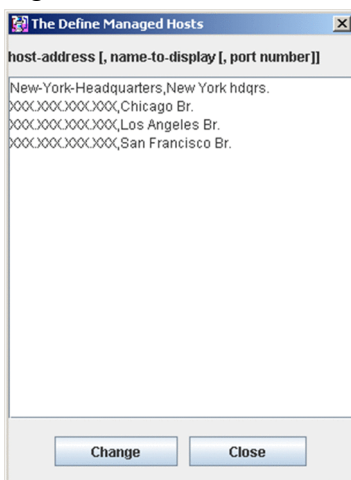 The Define Managed Hosts
host-address [, name-to-display [, port number]]
New-York-Headquarters,New York hdqrs.
XXX.XXX.XXX.XXX,Chicago Br.
XXX.XXX.XXX.XXX,Los Angeles Br.
XXX.XXX.XXX.XXX,San Francisco Br.
Change Close